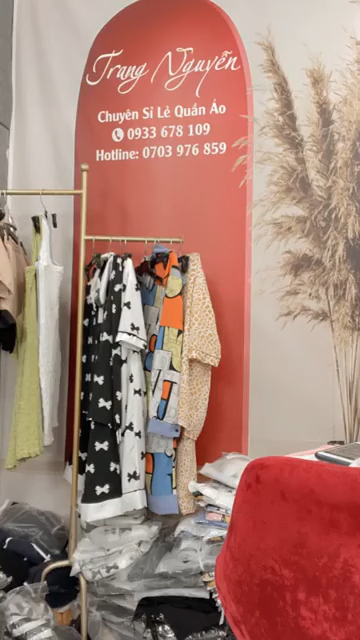 Trang Nguyễn
Chuyên Sỉ Lẻ Quần Áo
0933 678 109
Hotline: 0703 976 859